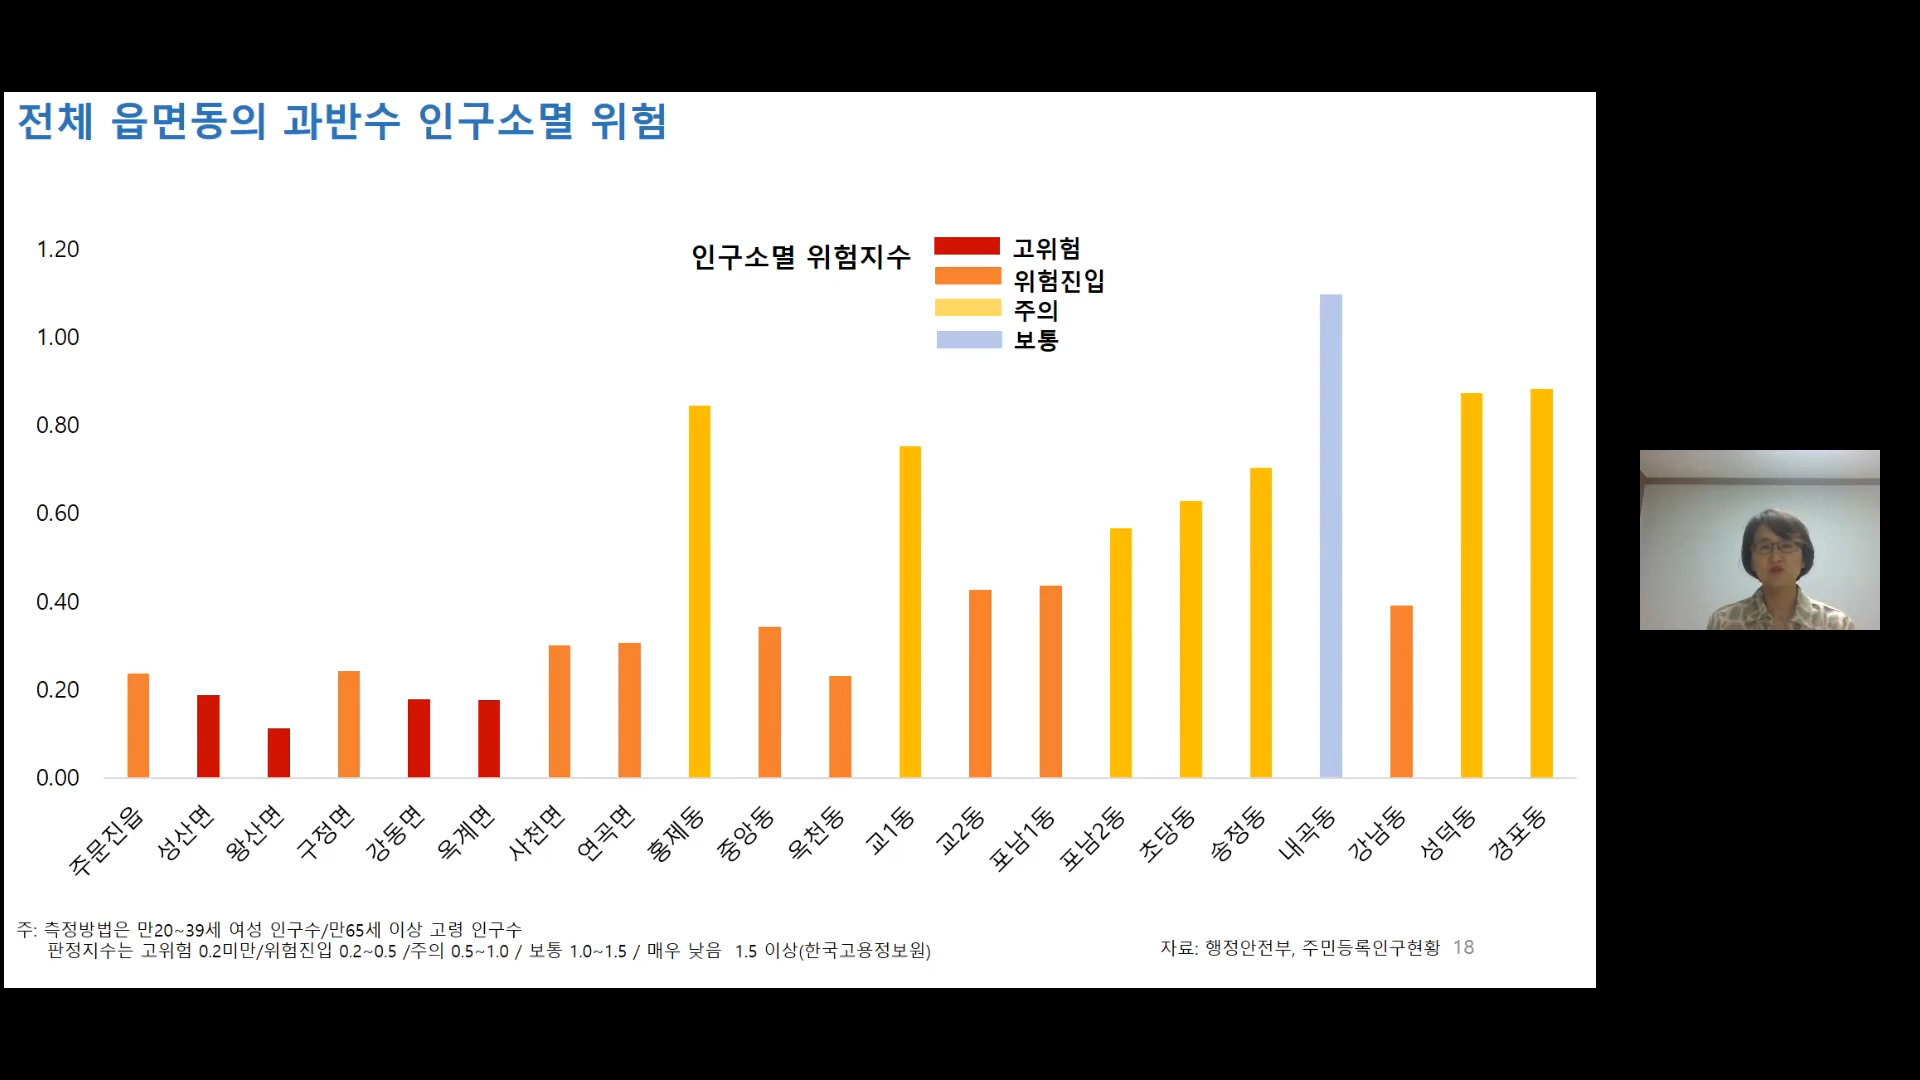 전체 읍면동의 과반수 인구소멸 위험
인구소멸 위험지수
고위험
위험진입
주의
보통
1.20
1.00
0.80
0.60
0.40
0.20
0.00
주문진읍
성산면
왕산면
구정면
강동면
옥계면
사천면
연곡면
홍제동
중앙동
옥천동
교1동
교2동
포남1동
포남2동
초당동
송정동
내곡동
강남동
성덕동
경포동
주: 측정방법은 만20~39세 여성 인구수/만65세 이상 고령 인구수
판정지수는 고위험 0.2미만/위험진입 0.2~0.5 /주의 0.5~1.0 / 보통 1.0~1.5 / 매우 낮음 1.5 이상(한국고용정보원)
자료: 행정안전부, 주민등록인구현황 18